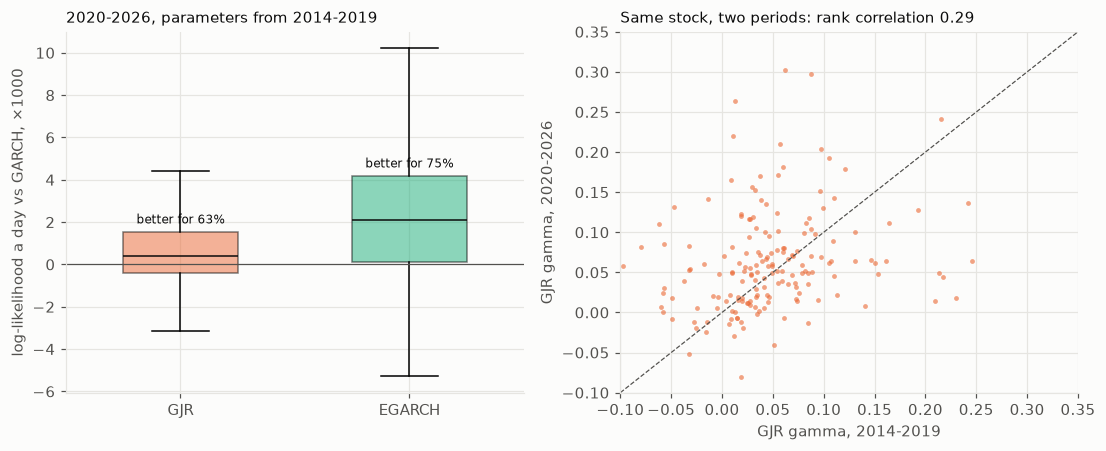 2020-2026, parameters from 2014-2019
log-likelihood a day vs GARCH, ×1000
10
8
6
4
2
0
−2
−4
−6
better for 63%
better for 75%
GJR
EGARCH
Same stock, two periods: rank correlation 0.29
GJR gamma, 2020-2026
0.35
0.30
0.25
0.20
0.15
0.10
0.05
0.00
−0.05
−0.10
−0.10 −0.05 0.00 0.05 0.10 0.15 0.20 0.25 0.30 0.35
GJR gamma, 2014-2019